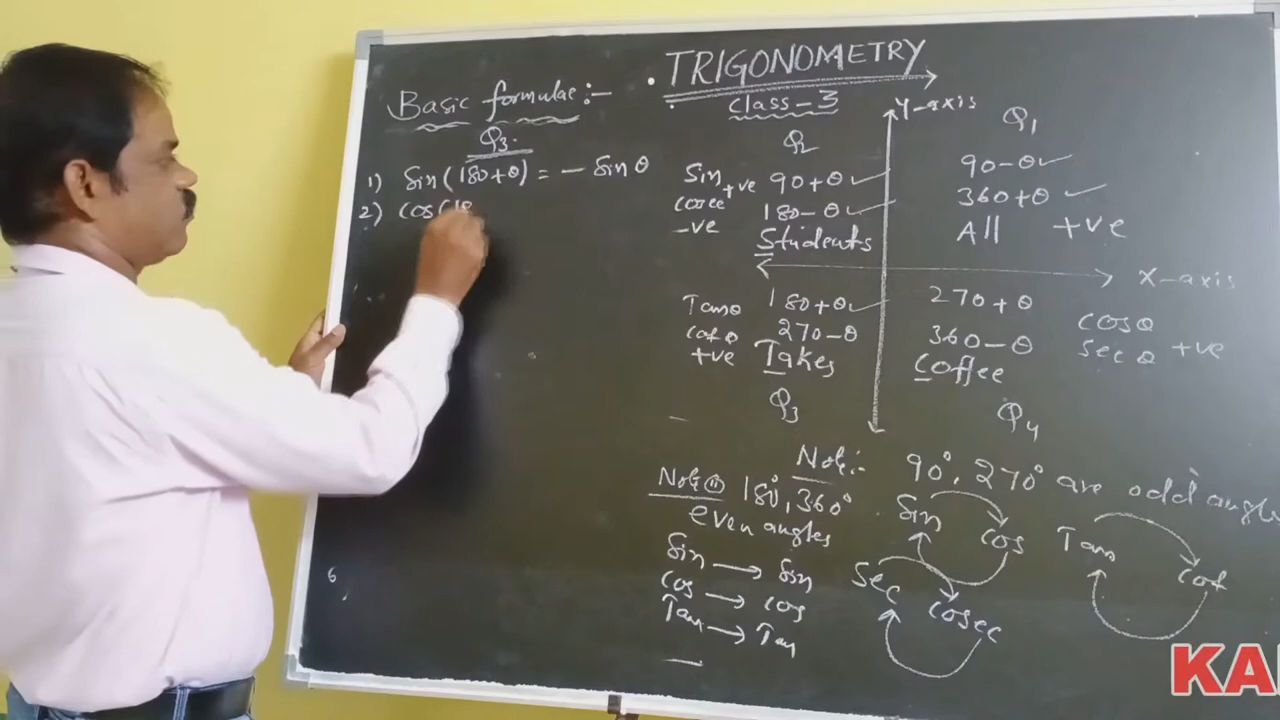 TRIGONOMETRY
Class-3
Basic formulae:-
Q3.
1) Sin(180+θ) = - Sinθ
2) Cos(18
Y-axis
Q2
Sin +ve 90+θ ✓
cosec 180-θ ✓
-ve
Students
Q1
90-θ ✓
360+θ ✓
All +ve
X-axis
Tanθ 180+θ ✓
Cotθ 270-θ
+ve Takes
Q3
270+θ
360-θ
Coffee
cosθ
secθ +ve
Q4
Note:- 90°, 270° are odd angles
Sin Cos
Sec Cosec
Tan Cot
Note ii 180°, 360°
even angles
Sin → Sin
Cos → Cos
Tan → Tan
6
KA